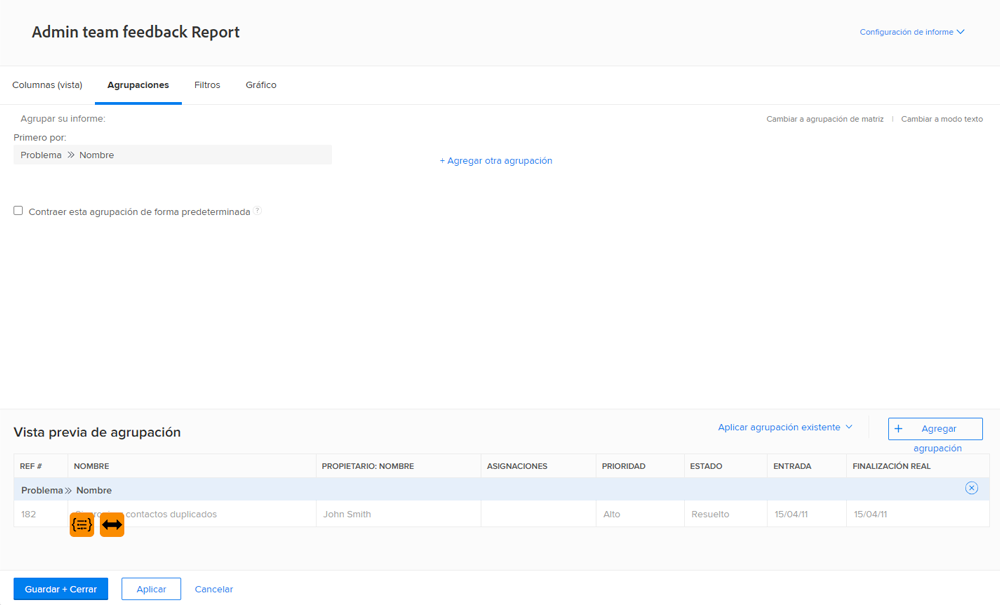 Admin team feedback Report
Configuración de informe
Columnas (vista) Agrupaciones Filtros Gráfico
Agrupar su informe:
Cambiar a agrupación de matriz | Cambiar a modo texto
Primero por:
Problema >> Nombre
+ Agregar otra agrupación
Contraer esta agrupación de forma predeterminada ?
Vista previa de agrupación
Aplicar agrupación existente
+ Agregar
agrupación
REF # NOMBRE PROPIETARIO: NOMBRE ASIGNACIONES PRIORIDAD ESTADO ENTRADA FINALIZACIÓN REAL
Problema >> Nombre
182 contactos duplicados John Smith Alto Resuelto 15/04/11 15/04/11
Guardar + Cerrar Aplicar Cancelar